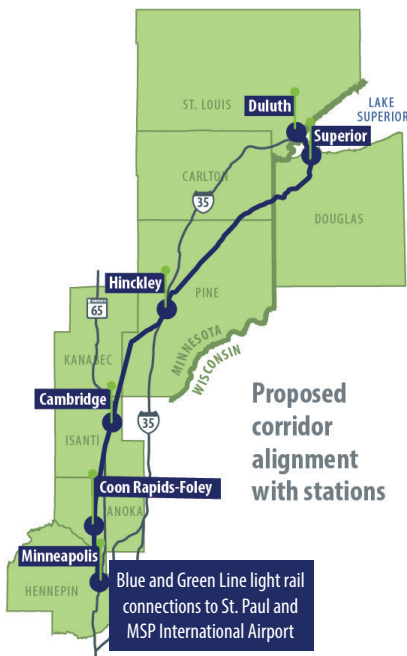 ST. LOUIS
Duluth
LAKE
SUPERIOR
Superior
CARLTON
35
DOUGLAS
Hinckley
PINE
65
MINNESOTA
WISCONSIN
KANABEC
Cambridge
35
ISANTI
Proposed
corridor
alignment
with stations
Coon Rapids-Foley
ANOKA
Minneapolis
HENNEPIN
Blue and Green Line light rail
connections to St. Paul and
MSP International Airport